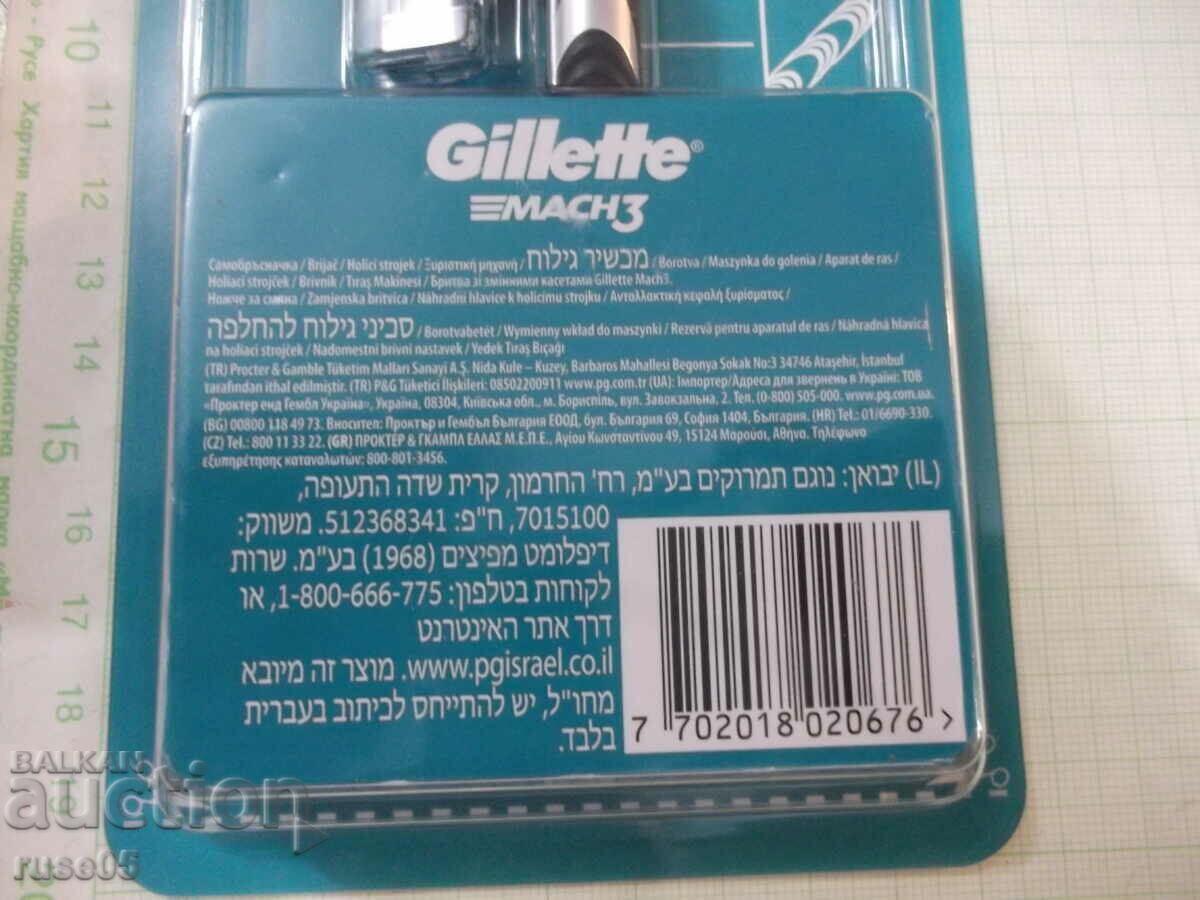 Gillette®
MACH3
Самобръсначка / Brijač / Holicí strojek / Ξυριστική μηχανή / מכשיר גילוח / Borotva / Maszynka do golenia / Aparat de ras /
Holiaci strojček / Brivnik / Tıraş Makinesi / Бритва зі змінними касетами Gillette Mach3.
Ножче за смяна / Zamjenska britvica / Náhradní hlavice k holicímu strojku / Ανταλλακτική κεφαλή ξυρίσματος /
סכיני גילוח להחלפה / Borotvabetét / Wymienny wkład do maszynki / Rezervă pentru aparatul de ras / Náhradná hlavica
na holiaci strojček / Nadomestni brivni nastavek / Yedek Tıraş Bıçağı
(TR) Procter & Gamble Tüketim Malları Sanayi A.Ş. Nida Kule – Kuzey, Barbaros Mahallesi Begonya Sokak No:3 34746 Ataşehir, İstanbul
tarafından ithal edilmiştir. (TR) P&G Tüketici İlişkileri: 08502200911 www.pg.com.tr (UA): Імпортер/Адреса для звернень в Україні: ТОВ
«Проктер енд Гембл Україна», Україна, 08304, Київська обл., м. Бориспіль, вул. Завокзальна, 2. Тел. (0-800) 505-000. www.pg.com.ua
(BG) 00800 118 49 73. Вносител: Проктър и Гембъл България ЕООД, бул. България 69, София 1404, България. (HR) Tel.: 01/6690-330.
(CZ) Tel.: 800 11 33 22. (GR) ΠΡΟΚΤΕΡ & ΓΚΑΜΠΛ ΕΛΛΑΣ Μ.Ε.Π.Ε., Αγίου Κωνσταντίνου 49, 15124 Μαρούσι, Αθήνα. Τηλέφωνο
εξυπηρέτησης καταναλωτών: 800-801-3456.
(IL) יבואן: נוגם תמרוקים בע"מ, רח' החרמון, קרית שדה התעופה,
7015100, ח"פ: 512368341. משווק:
דיפלומט מפיצים (1968) בע"מ. שרות
לקוחות בטלפון: 1-800-666-775, או
דרך אתר האינטרנט
www.pgisrael.co.il. מוצר זה מיובא
מחו"ל, יש להתייחס לכיתוב בעברית
בלבד.
7 702018 020676 >
10
11
12
13
14
15
16
17
18
19
20
Русе Хартии мащабно-координатна
BALKAN
auction
ruse05